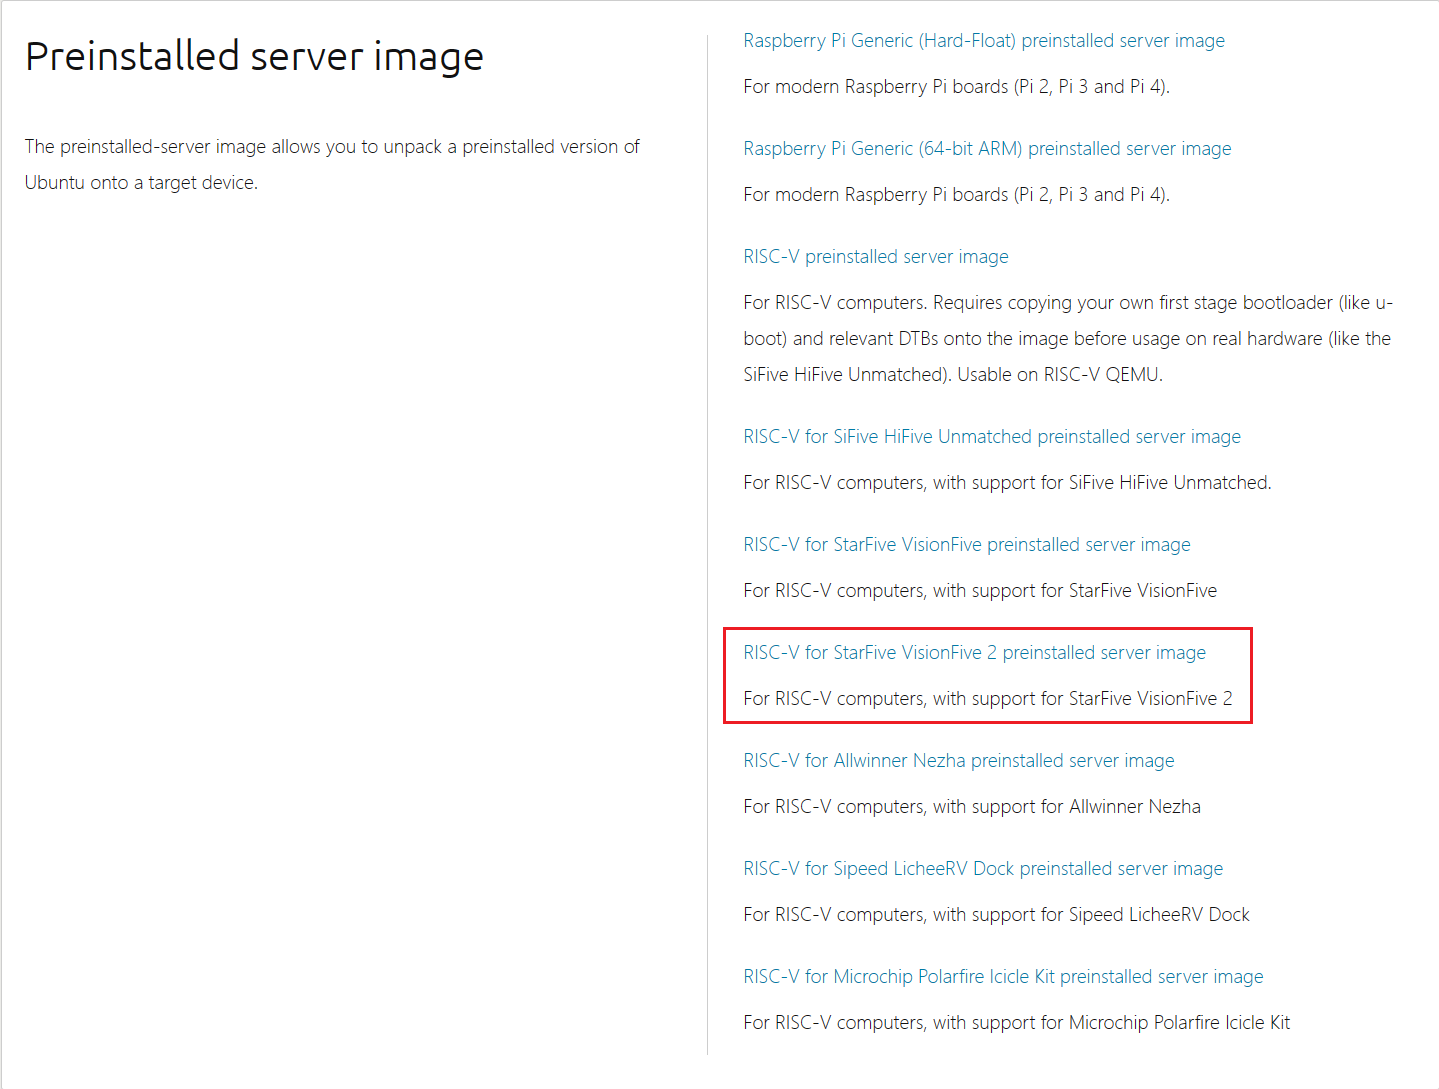 Preinstalled server image
The preinstalled-server image allows you to unpack a preinstalled version of
Ubuntu onto a target device.
Raspberry Pi Generic (Hard-Float) preinstalled server image
For modern Raspberry Pi boards (Pi 2, Pi 3 and Pi 4).
Raspberry Pi Generic (64-bit ARM) preinstalled server image
For modern Raspberry Pi boards (Pi 2, Pi 3 and Pi 4).
RISC-V preinstalled server image
For RISC-V computers. Requires copying your own first stage bootloader (like u-
boot) and relevant DTBs onto the image before usage on real hardware (like the
SiFive HiFive Unmatched). Usable on RISC-V QEMU.
RISC-V for SiFive HiFive Unmatched preinstalled server image
For RISC-V computers, with support for SiFive HiFive Unmatched.
RISC-V for StarFive VisionFive preinstalled server image
For RISC-V computers, with support for StarFive VisionFive
RISC-V for StarFive VisionFive 2 preinstalled server image
For RISC-V computers, with support for StarFive VisionFive 2
RISC-V for Allwinner Nezha preinstalled server image
For RISC-V computers, with support for Allwinner Nezha
RISC-V for Sipeed LicheeRV Dock preinstalled server image
For RISC-V computers, with support for Sipeed LicheeRV Dock
RISC-V for Microchip Polarfire Icicle Kit preinstalled server image
For RISC-V computers, with support for Microchip Polarfire Icicle Kit